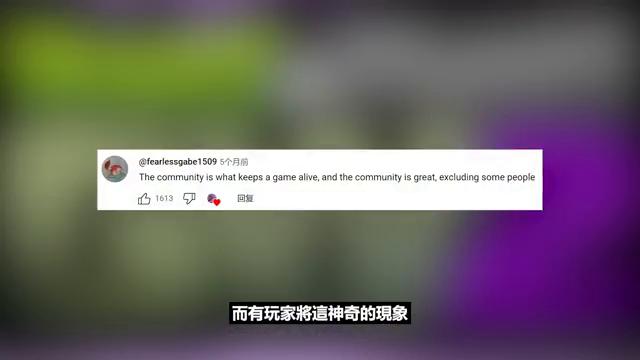 @fearlessgabe1509 5个月前
The community is what keeps a game alive, and the community is great, excluding some people
1613 回复
而有玩家將這神奇的現象